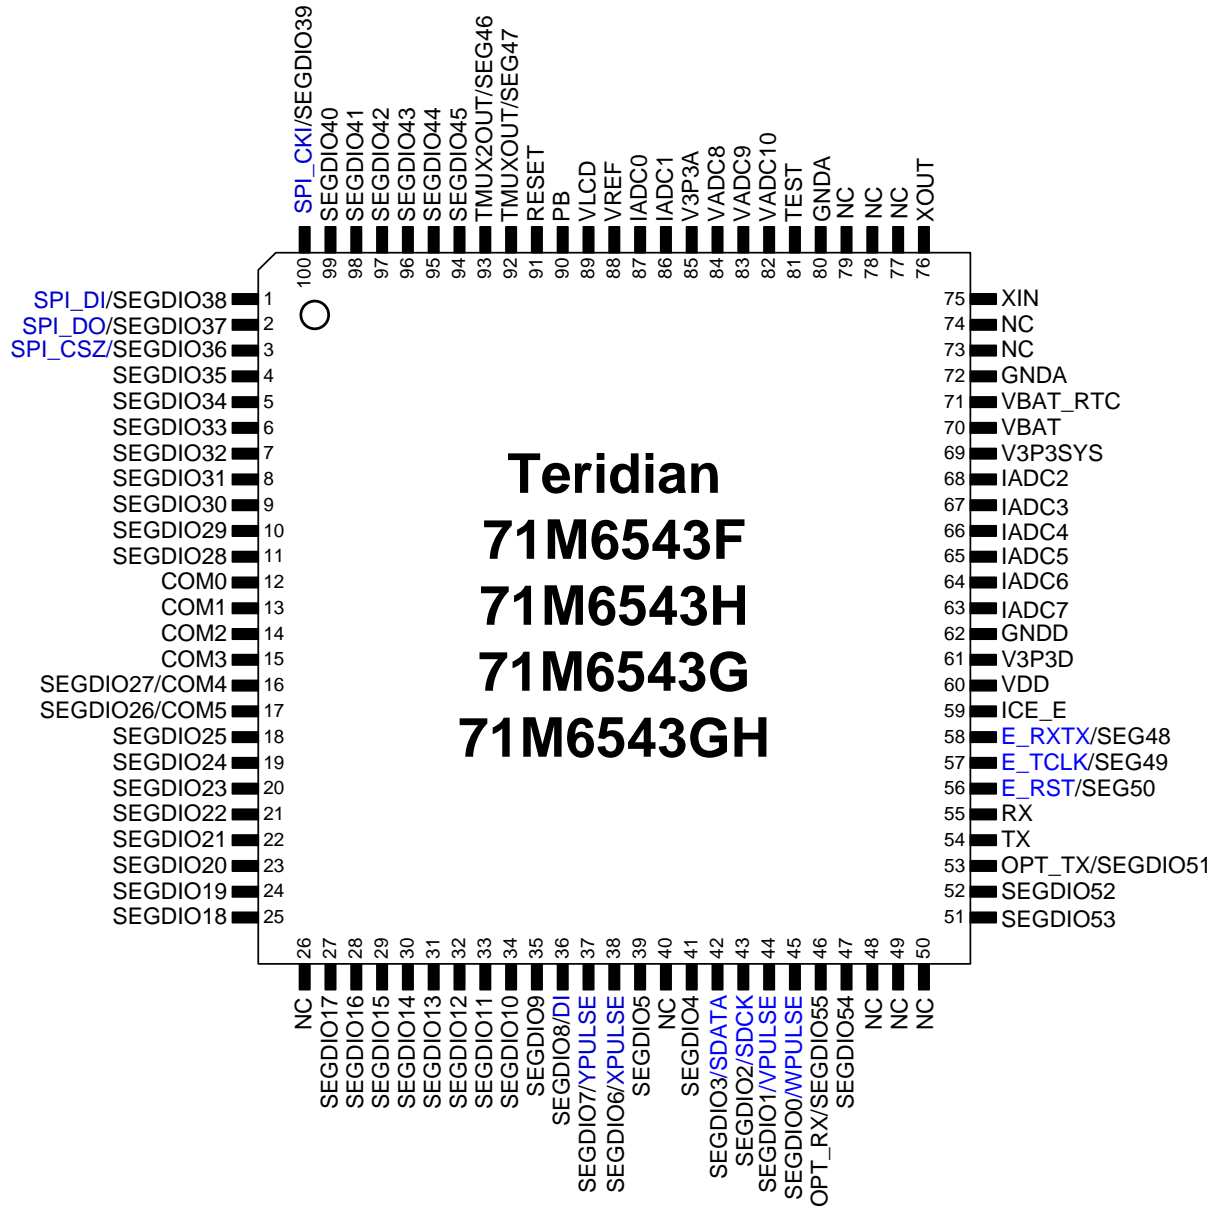 SPI_CKI/SEGDIO39
SEGDIO40
SEGDIO41
SEGDIO42
SEGDIO43
SEGDIO44
SEGDIO45
TMUX2OUT/SEG46
TMUXOUT/SEG47
RESET
PB
VLCD
VREF
IADC0
IADC1
V3P3A
VADC8
VADC9
VADC10
TEST
GNDA
NC
NC
NC
XOUT
100
99
98
97
96
95
94
93
92
91
90
89
88
87
86
85
84
83
82
81
80
79
78
77
76
SPI_DI/SEGDIO38 1
SPI_DO/SEGDIO37 2
SPI_CSZ/SEGDIO36 3
SEGDIO35 4
SEGDIO34 5
SEGDIO33 6
SEGDIO32 7
SEGDIO31 8
SEGDIO30 9
SEGDIO29 10
SEGDIO28 11
COM0 12
COM1 13
COM2 14
COM3 15
SEGDIO27/COM4 16
SEGDIO26/COM5 17
SEGDIO25 18
SEGDIO24 19
SEGDIO23 20
SEGDIO22 21
SEGDIO21 22
SEGDIO20 23
SEGDIO19 24
SEGDIO18 25
Teridian
71M6543F
71M6543H
71M6543G
71M6543GH
75 XIN
74 NC
73 NC
72 GNDA
71 VBAT_RTC
70 VBAT
69 V3P3SYS
68 IADC2
67 IADC3
66 IADC4
65 IADC5
64 IADC6
63 IADC7
62 GNDD
61 V3P3D
60 VDD
59 ICE_E
58 E_RXTX/SEG48
57 E_TCLK/SEG49
56 E_RST/SEG50
55 RX
54 TX
53 OPT_TX/SEGDIO51
52 SEGDIO52
51 SEGDIO53
26
27
28
29
30
31
32
33
34
35
36
37
38
39
40
41
42
43
44
45
46
47
48
49
50
NC
SEGDIO17
SEGDIO16
SEGDIO15
SEGDIO14
SEGDIO13
SEGDIO12
SEGDIO11
SEGDIO10
SEGDIO9
SEGDIO8/DI
SEGDIO7/YPULSE
SEGDIO6/XPULSE
SEGDIO5
NC
SEGDIO4
SEGDIO3/SDATA
SEGDIO2/SDCK
SEGDIO1/VPULSE
SEGDIO0/WPULSE
OPT_RX/SEGDIO55
SEGDIO54
NC
NC
NC